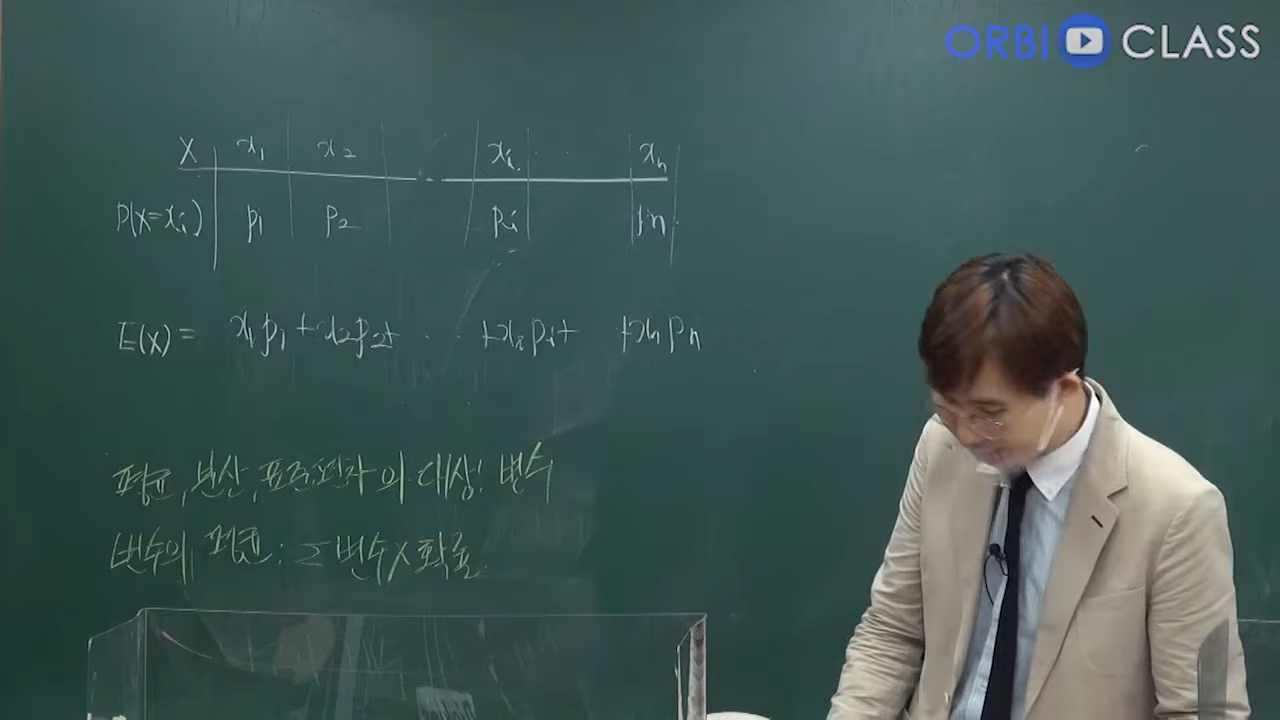 ORBI CLASS
X x₁ x₂ xᵢ xₙ
P(X=xᵢ) p₁ p₂ pᵢ pₙ
E(X) = x₁p₁ + x₂p₂ + · · + xᵢpᵢ + + xₙpₙ
평균, 분산, 표준편차의 대상: 변수
변수의 평균: Σ 변수 × 확률